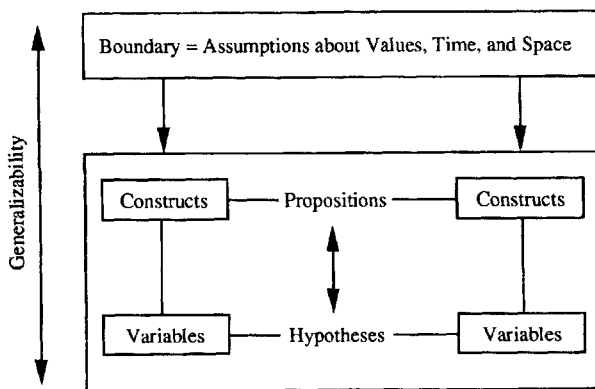 Boundary = Assumptions about Values, Time, and Space
Generalizability
Constructs
Propositions
Constructs
Variables
Hypotheses
Variables